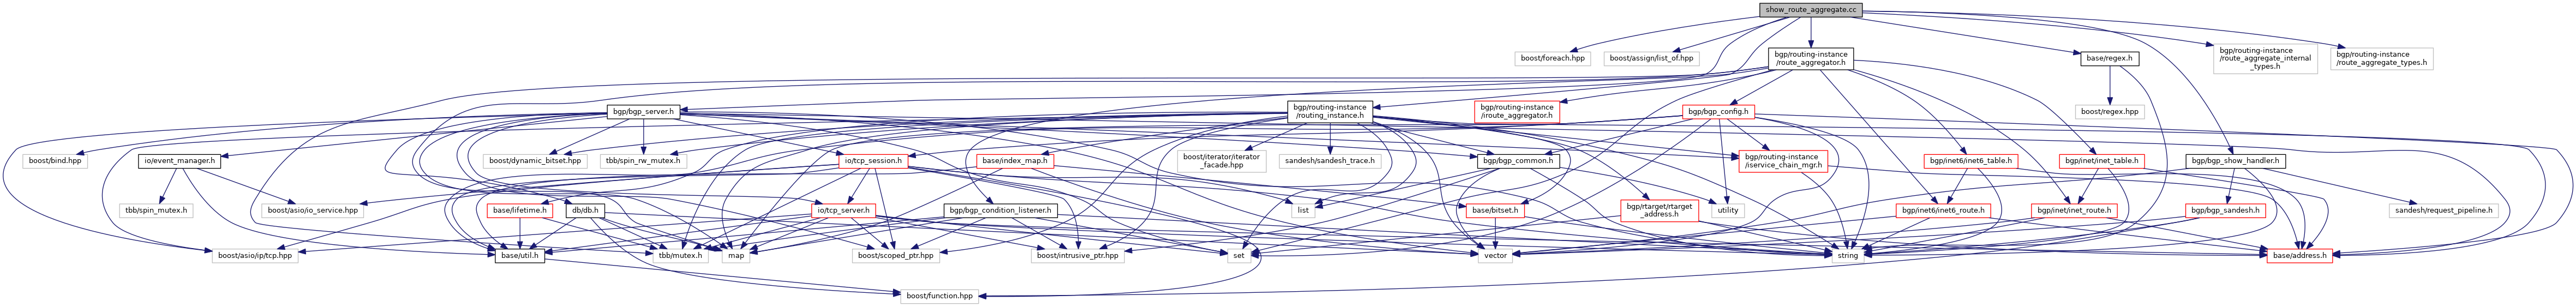 show_route_aggregate.cc
boost/foreach.hpp
boost/assign/list_of.hpp
bgp/routing-instance
/route_aggregator.h
base/regex.h
bgp/routing-instance
/route_aggregate_internal
_types.h
bgp/routing-instance
/route_aggregate_types.h
bgp/bgp_server.h
bgp/routing-instance
/routing_instance.h
bgp/routing-instance
/iroute_aggregator.h
bgp/bgp_config.h
boost/regex.hpp
boost/bind.hpp
io/event_manager.h
boost/dynamic_bitset.hpp
tbb/spin_rw_mutex.h
io/tcp_session.h
base/index_map.h
boost/iterator/iterator
_facade.hpp
sandesh/sandesh_trace.h
bgp/bgp_common.h
bgp/routing-instance
/iservice_chain_mgr.h
bgp/inet6/inet6_table.h
bgp/inet/inet_table.h
bgp/bgp_show_handler.h
tbb/spin_mutex.h
boost/asio/io_service.hpp
base/lifetime.h
db/db.h
io/tcp_server.h
bgp/bgp_condition_listener.h
list
base/bitset.h
bgp/rtarget/rtarget
_address.h
utility
bgp/inet6/inet6_route.h
bgp/inet/inet_route.h
bgp/bgp_sandesh.h
sandesh/request_pipeline.h
boost/asio/ip/tcp.hpp
base/util.h
tbb/mutex.h
map
boost/scoped_ptr.hpp
boost/intrusive_ptr.hpp
set
vector
string
base/address.h
boost/function.hpp